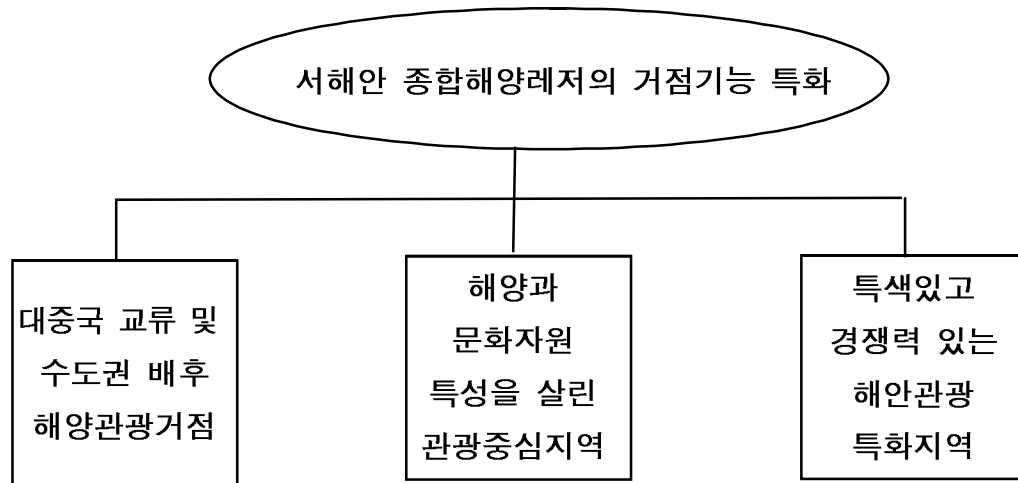 서해안 종합해양레저의 거점기능 특화
대중국 교류 및
수도권 배후
해양관광거점
해양과
문화자원
특성을 살린
관광중심지역
특색있고
경쟁력 있는
해안관광
특화지역